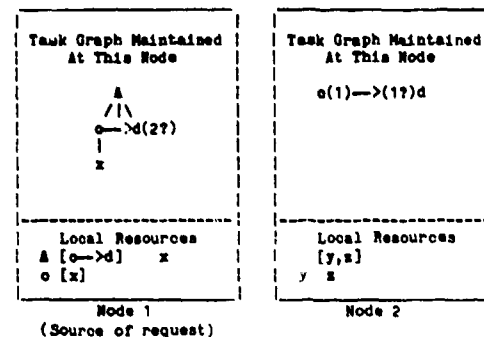 Task Graph Maintained
At This Node
A
c—>d(2?)
x
Local Resources
A [c—>d] x
c [x]
Node 1
(Source of request)
Task Graph Maintained
At This Node
c(1)—>(1?)d
Local Resources
[y,z]
y z
Node 2